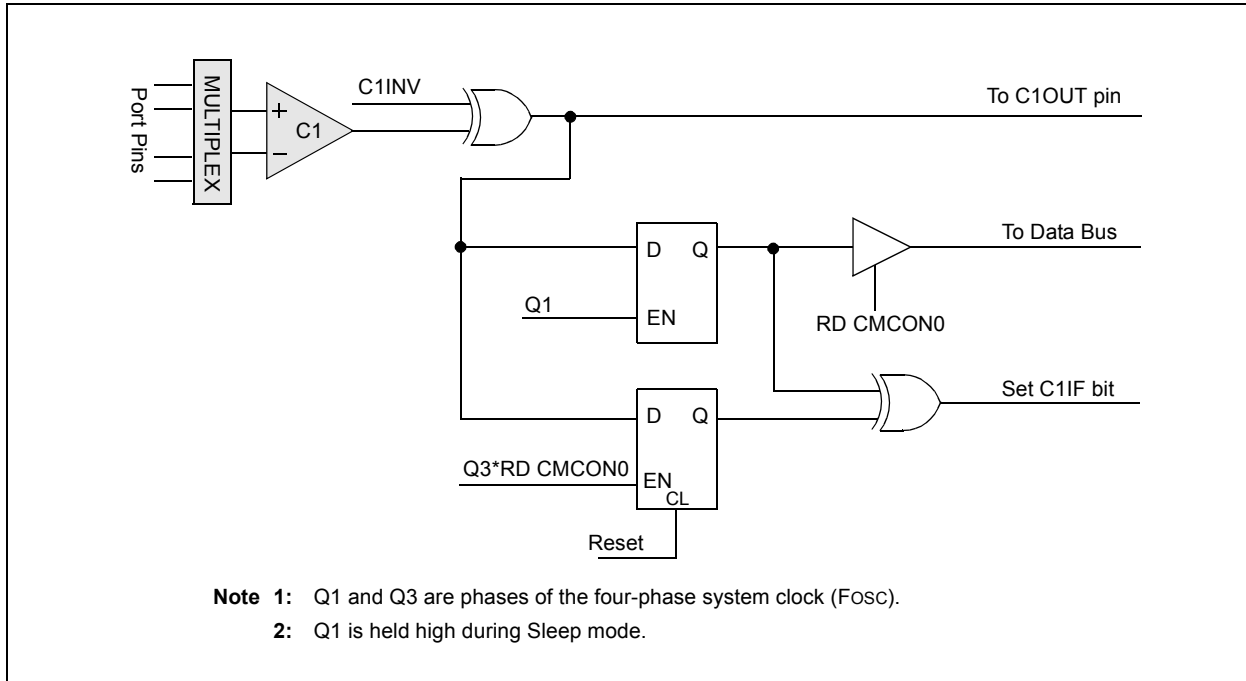 Port Pins
MULTIPLEX
+
–
C1
C1INV
To C1OUT pin
D Q
Q1
EN
To Data Bus
RD CMCON0
D Q
Q3*RD CMCON0
EN
CL
Reset
Set C1IF bit
Note 1: Q1 and Q3 are phases of the four-phase system clock (FOSC).
2: Q1 is held high during Sleep mode.